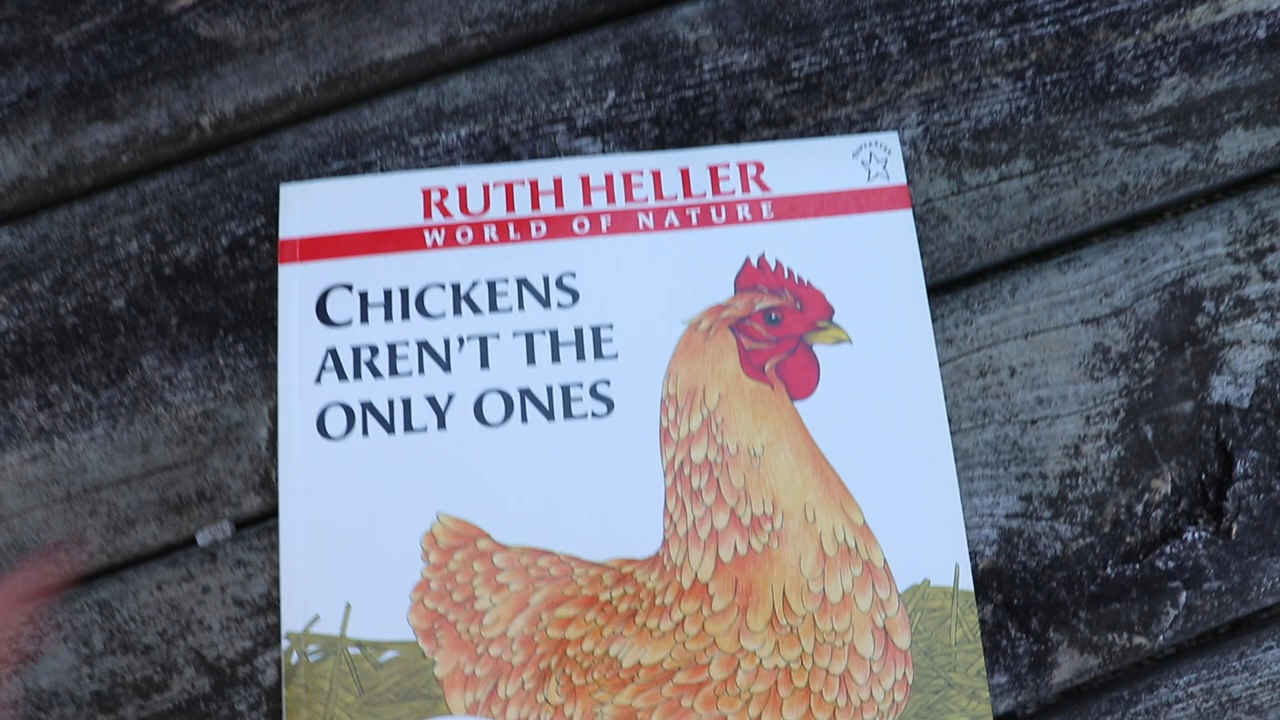 RUTH HELLER
WORLD OF NATURE
CHICKENS
AREN'T THE
ONLY ONES